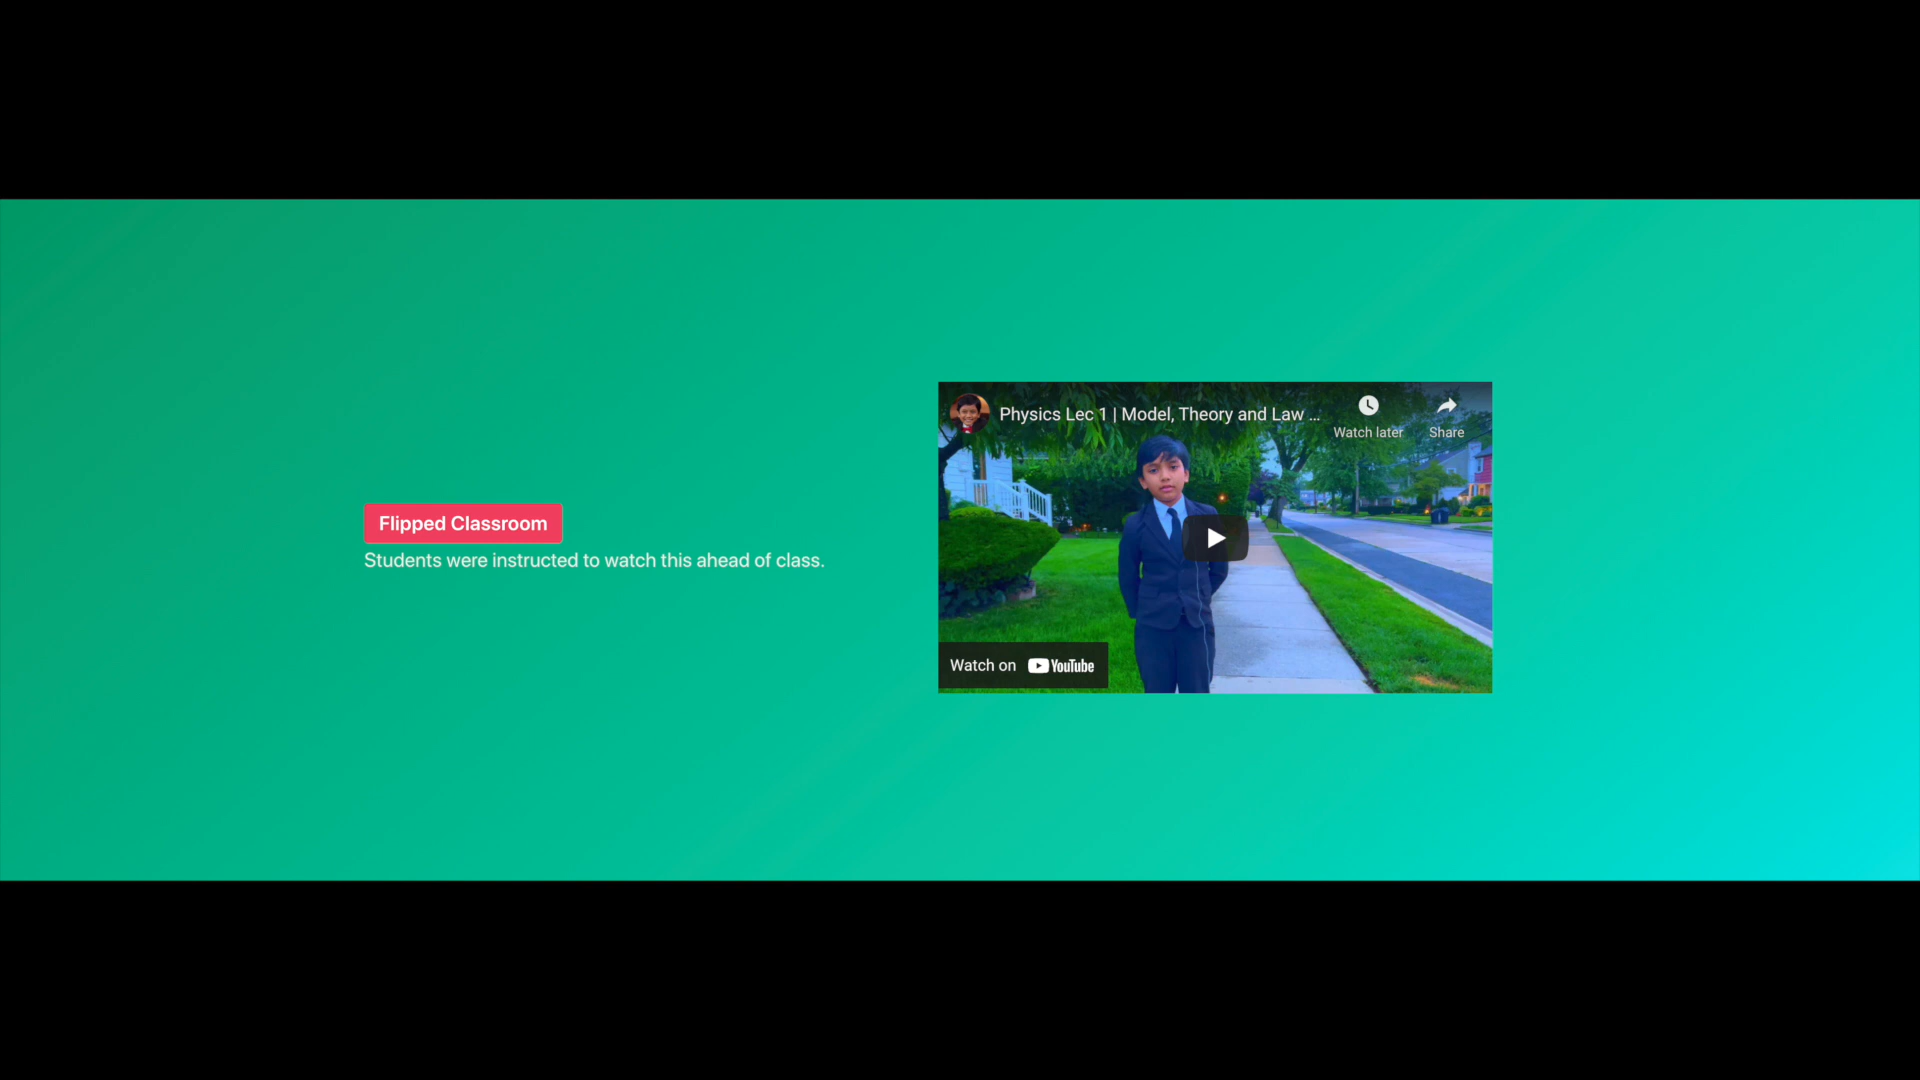 Flipped Classroom
Students were instructed to watch this ahead of class.
Physics Lec 1 | Model, Theory and Law ...
Watch later
Share
Watch on YouTube